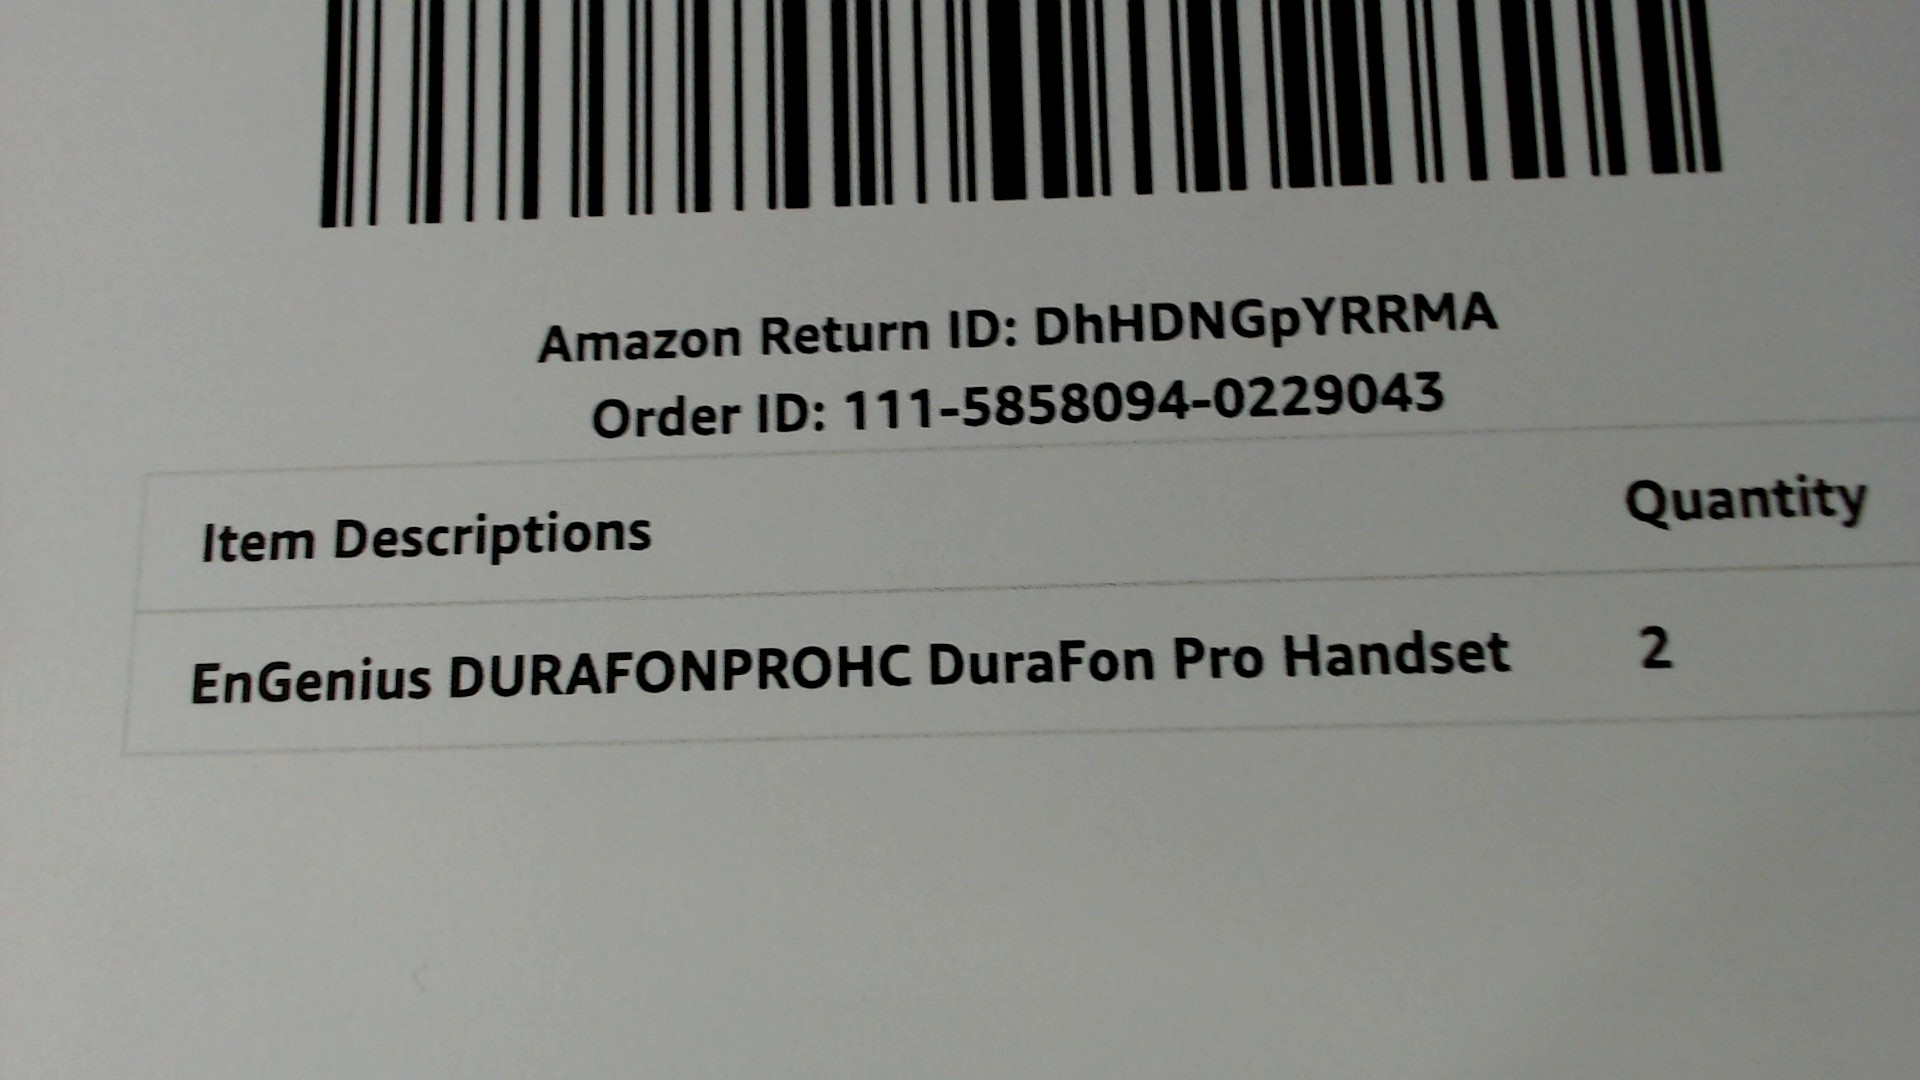 Amazon Return ID: DhHDNGpYRRMA
Order ID: 111-5858094-0229043
Item Descriptions Quantity
EnGenius DURAFONPROHC DuraFon Pro Handset 2